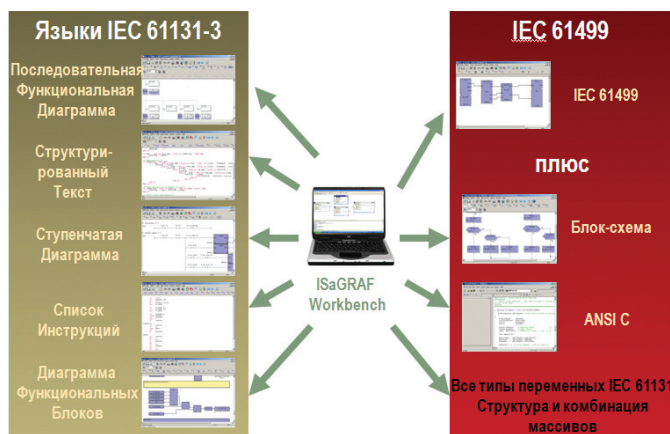 Языки IEC 61131-3
Последовательная
Функциональная
Диаграмма
Структури-
рованный
Текст
Ступенчатая
Диаграмма
Список
Инструкций
Диаграмма
Функциональных
Блоков
ISaGRAF
Workbench
IEC 61499
IEC 61499
ПЛЮС
Блок-схема
ANSI C
Все типы переменных IEC 61131
Структура и комбинация
массивов